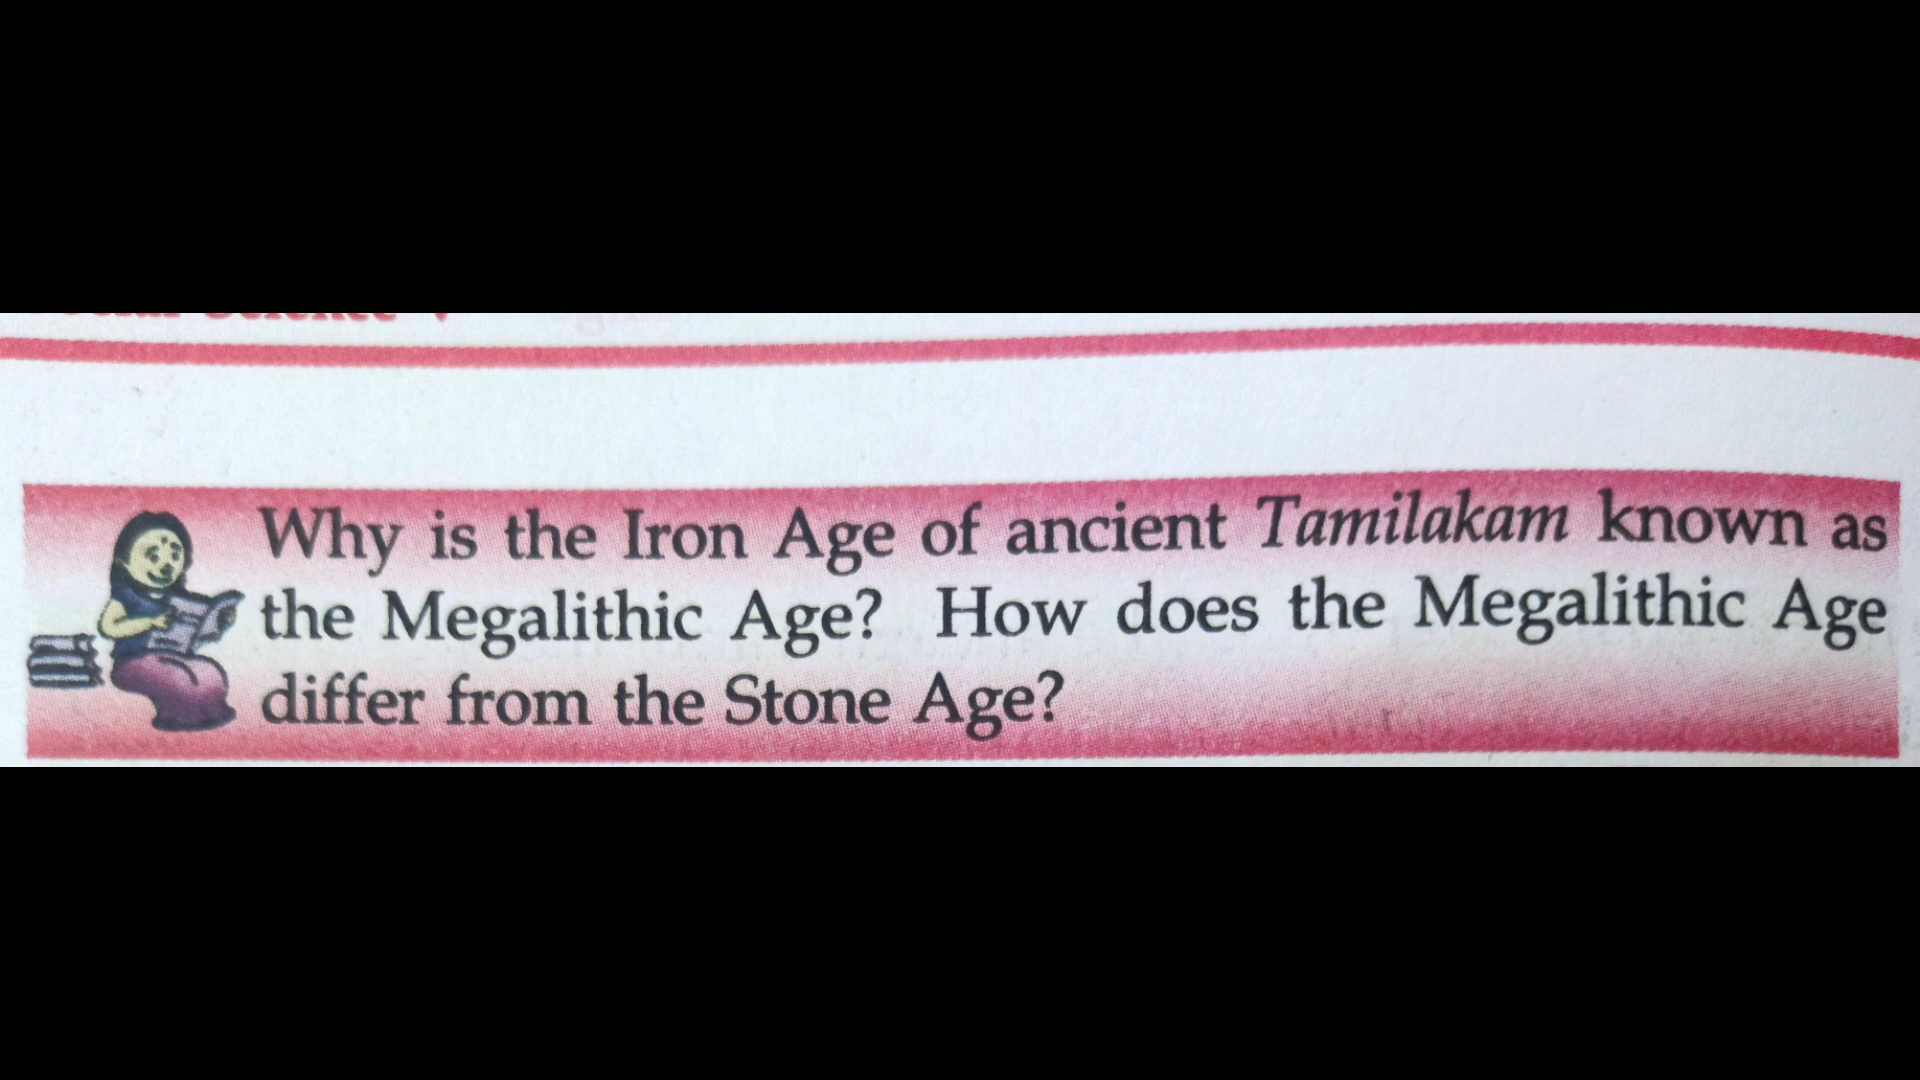 Why is the Iron Age of ancient Tamilakam known as
the Megalithic Age? How does the Megalithic Age
differ from the Stone Age?